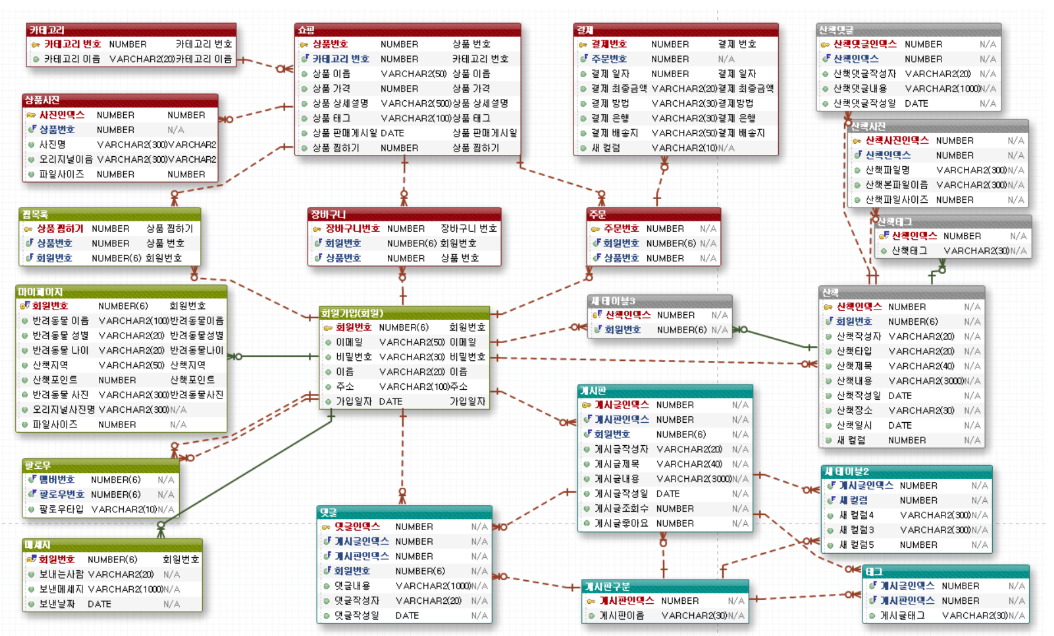 카테고리
카테고리 번호 NUMBER 카테고리 번호
카테고리 이름 VARCHAR2(20) 카테고리 이름
쇼핑
상품번호 NUMBER 상품 번호
카테고리 번호 NUMBER 카테고리 번호
상품 이름 VARCHAR2(50) 상품 이름
상품 가격 NUMBER 상품 가격
상품 상세설명 VARCHAR2(500) 상품 상세설명
상품 태그 VARCHAR2(100) 상품 태그
상품 판매게시일 DATE 상품 판매게시일
상품 찜하기 NUMBER 상품 찜하기
결제
결제번호 NUMBER 결제 번호
주문번호 NUMBER N/A
결제 일자 NUMBER 결제 일자
결제 최종금액 VARCHAR2(20) 결제 최종금액
결제 방법 VARCHAR2(30) 결제방법
결제 은행 VARCHAR2(30) 결제 은행
결제 배송지 VARCHAR2(50) 결제 배송지
새 컬럼 VARCHAR2(10) N/A
산책댓글
산책댓글인덱스 NUMBER N/A
산책인덱스 NUMBER N/A
산책댓글작성자 VARCHAR2(20) N/A
산책댓글내용 VARCHAR2(1000) N/A
산책댓글작성일 DATE N/A
상품사진
사진인덱스 NUMBER NUMBER
상품번호 NUMBER N/A
사진명 VARCHAR2(300) VARCHAR2
오리지널이름 VARCHAR2(300) VARCHAR2
파일사이즈 NUMBER NUMBER
산책사진
산책사진인덱스 NUMBER N/A
산책인덱스 NUMBER N/A
산책파일명 VARCHAR2(300) N/A
산책본파일이름 VARCHAR2(300) N/A
산책파일사이즈 NUMBER N/A
찜목록
상품 찜하기 NUMBER 상품 찜하기
상품번호 NUMBER 상품 번호
회원번호 NUMBER(6) 회원번호
장바구니
장바구니번호 NUMBER 장바구니 번호
회원번호 NUMBER(6) 회원번호
상품번호 NUMBER 상품 번호
주문
주문번호 NUMBER N/A
회원번호 NUMBER(6) N/A
상품번호 NUMBER N/A
산책태그
산책인덱스 NUMBER N/A
산책태그 VARCHAR2(30) N/A
마이페이지
회원번호 NUMBER(6) 회원번호
반려동물 이름 VARCHAR2(100) 반려동물이름
반려동물 성별 VARCHAR2(20) 반려동물성별
반려동물 나이 VARCHAR2(20) 반려동물나이
산책지역 VARCHAR2(50) 산책지역
산책포인트 NUMBER 산책포인트
반려동물 사진 VARCHAR2(300) 반려동물사진
오리지널사진명 VARCHAR2(300) N/A
파일사이즈 NUMBER N/A
회원가입(회원)
회원번호 NUMBER(6) 회원번호
이메일 VARCHAR2(50) 이메일
비밀번호 VARCHAR2(30) 비밀번호
이름 VARCHAR2(20) 이름
주소 VARCHAR2(100) 주소
가입일자 DATE 가입일자
새 테이블3
산책인덱스 NUMBER N/A
회원번호 NUMBER(6) N/A
산책
산책인덱스 NUMBER N/A
회원번호 NUMBER(6) N/A
산책작성자 VARCHAR2(20) N/A
산책타입 VARCHAR2(20) N/A
산책제목 VARCHAR2(40) N/A
산책내용 VARCHAR2(3000) N/A
산책작성일 DATE N/A
산책장소 VARCHAR2(30) N/A
산책일시 DATE N/A
새 컬럼 NUMBER N/A
게시판
게시글인덱스 NUMBER N/A
게시판인덱스 NUMBER N/A
회원번호 NUMBER(6) N/A
게시글작성자 VARCHAR2(20) N/A
게시글제목 VARCHAR2(40) N/A
게시글내용 VARCHAR2(3000) N/A
게시글작성일 DATE N/A
게시글조회수 NUMBER N/A
게시글좋아요 NUMBER N/A
팔로우
멤버번호 NUMBER(6) N/A
팔로우번호 NUMBER(6) N/A
팔로우타입 VARCHAR2(10) N/A
새 테이블2
게시글인덱스 NUMBER N/A
새 컬럼 NUMBER N/A
새 컬럼4 VARCHAR2(300) N/A
새 컬럼3 VARCHAR2(300) N/A
새 컬럼5 NUMBER N/A
댓글
댓글인덱스 NUMBER N/A
게시글인덱스 NUMBER N/A
게시판인덱스 NUMBER N/A
회원번호 NUMBER(6) N/A
댓글내용 VARCHAR2(1000) N/A
댓글작성자 VARCHAR2(20) N/A
댓글작성일 DATE N/A
메세지
회원번호 NUMBER(6) 회원번호
보내는사람 VARCHAR2(20) N/A
보낸메세지 VARCHAR2(1000) N/A
보낸날짜 DATE N/A
게시판구분
게시판인덱스 NUMBER N/A
게시판이름 VARCHAR2(30) N/A
태그
게시글인덱스 NUMBER N/A
게시판인덱스 NUMBER N/A
게시글태그 VARCHAR2(30) N/A